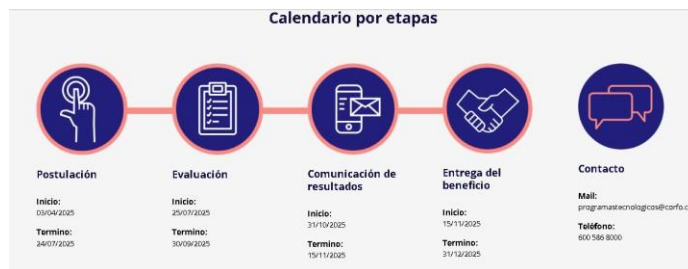 Calendario por etapas
Postulación
Inicio:
03/04/2025
Termino:
24/07/2025
Evaluación
Inicio:
25/07/2025
Termino:
30/09/2025
Comunicación de
resultados
Inicio:
31/10/2025
Termino:
15/11/2025
Entrega del
beneficio
Inicio:
15/11/2025
Termino:
31/12/2025
Contacto
Mail:
programastecnologicos@corfo.c
Teléfono:
600 586 8000